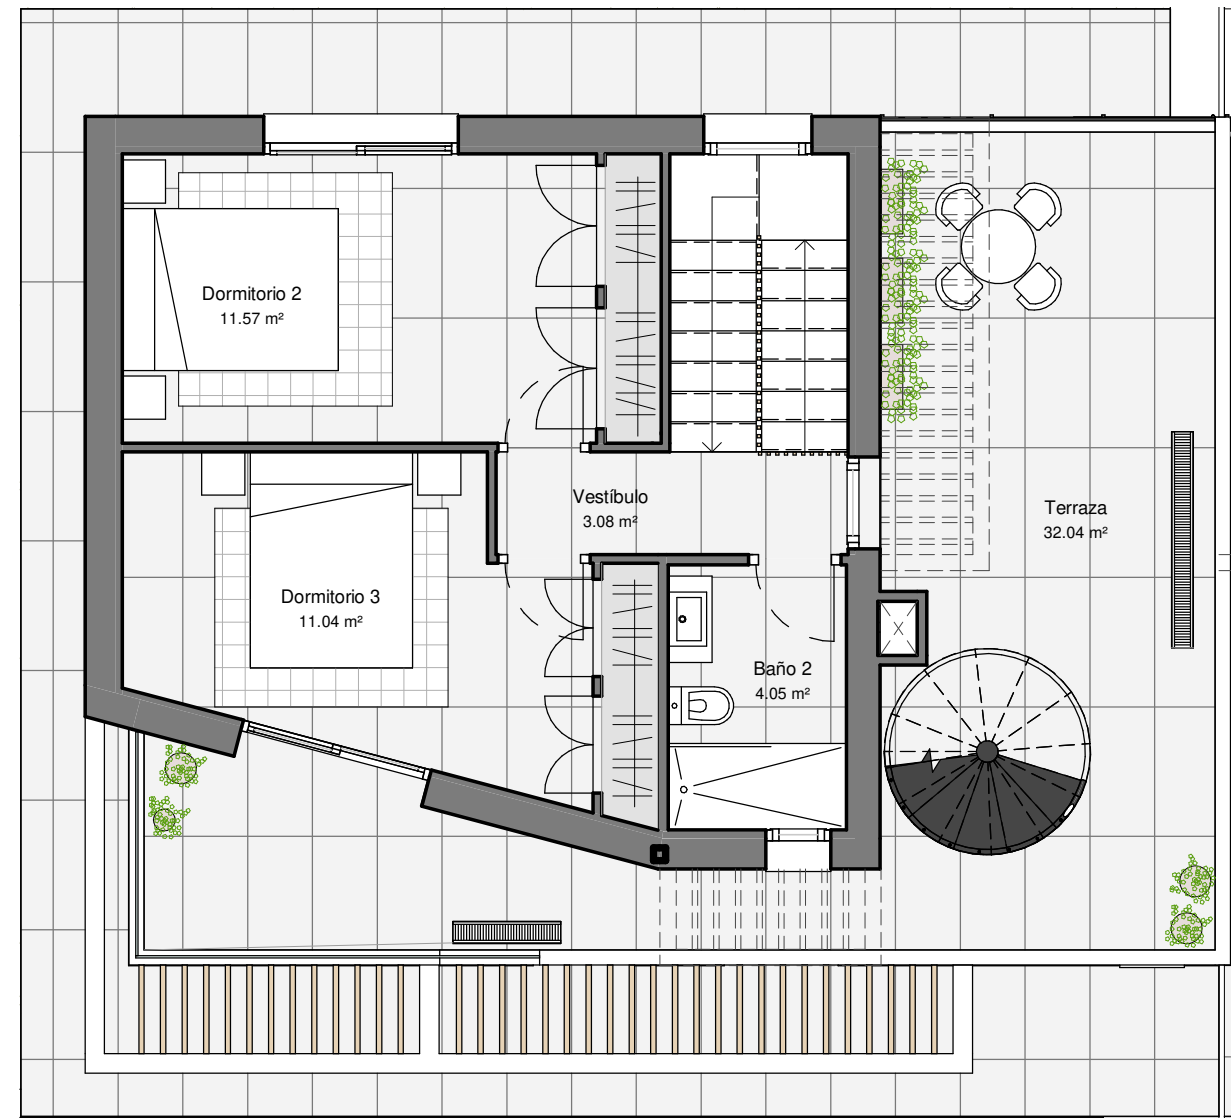 Dormitorio 2
11.57 m²
Vestíbulo
3.08 m²
Terraza
32.04 m²
Dormitorio 3
11.04 m²
Baño 2
4.05 m²